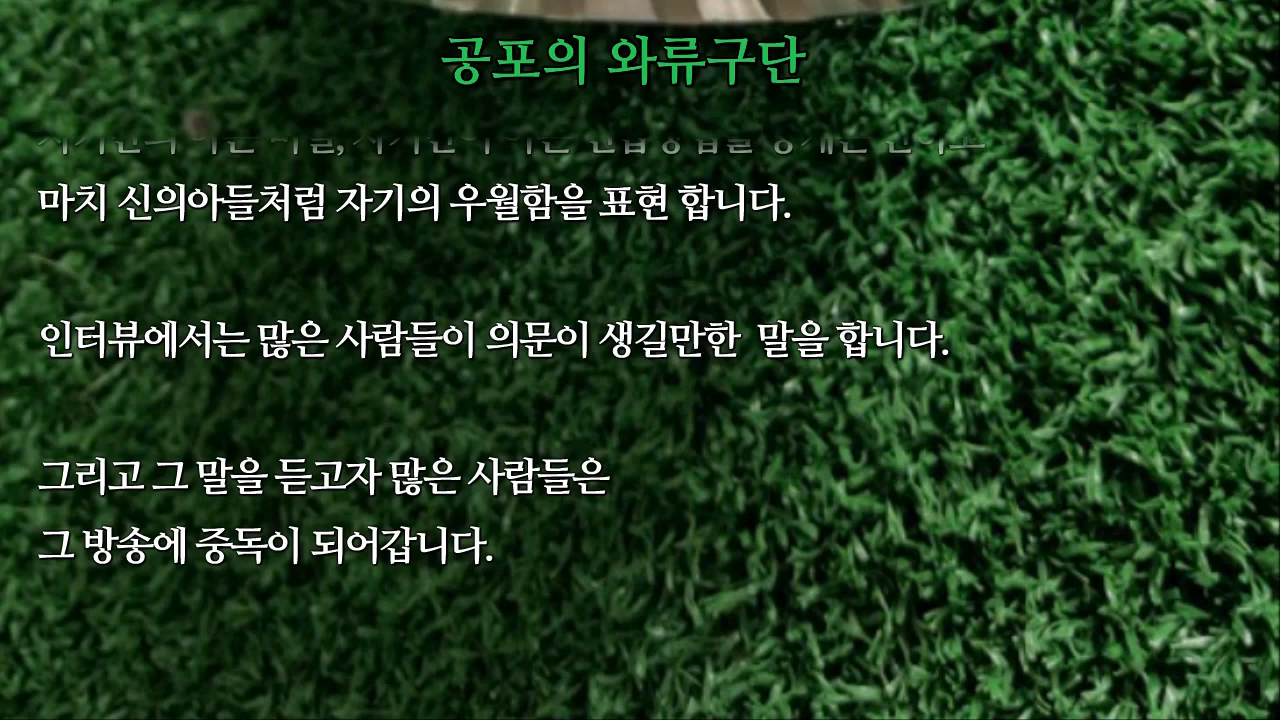 공포의 와류구단
마치 신의아들처럼 자기의 우월함을 표현 합니다.
인터뷰에서는 많은 사람들이 의문이 생길만한 말을 합니다.
그리고 그 말을 듣고자 많은 사람들은
그 방송에 중독이 되어갑니다.